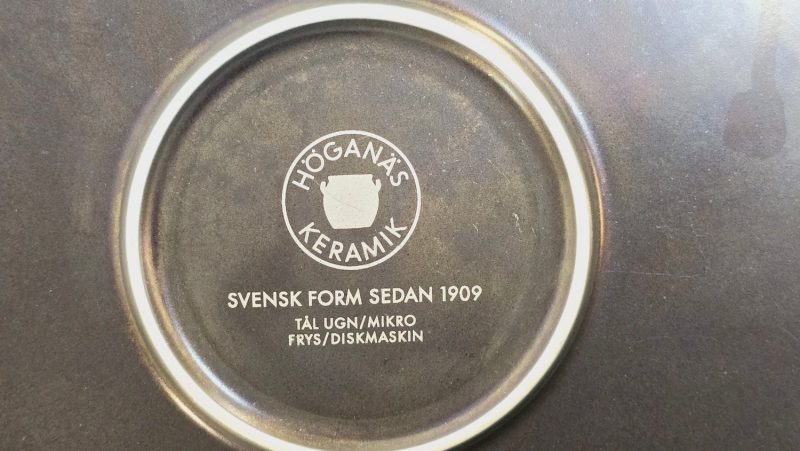 HÖGANÄS
KERAMIK
SVENSK FORM SEDAN 1909
TÅL UGN/MIKRO
FRYS/DISKMASKIN